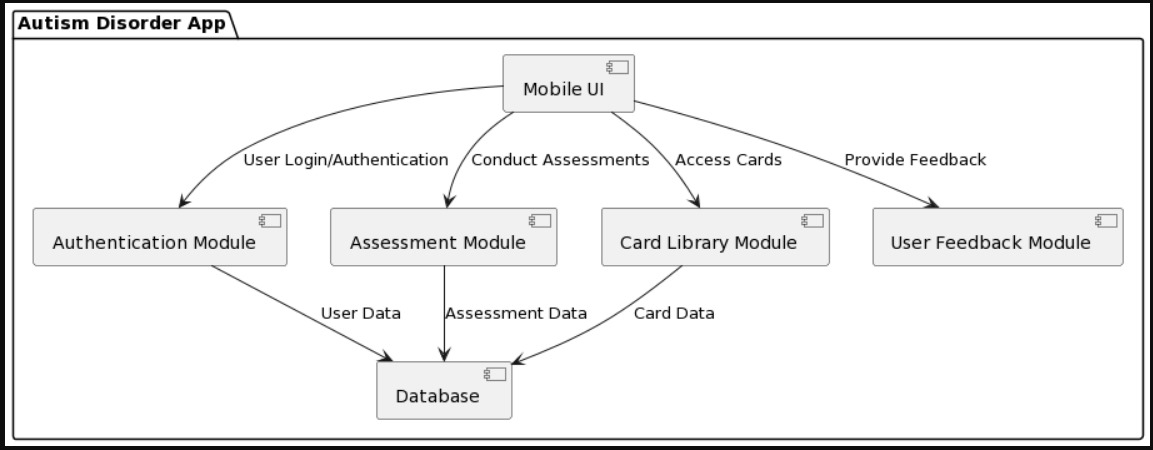 Autism Disorder App
Mobile UI
User Login/Authentication
Conduct Assessments
Access Cards
Provide Feedback
Authentication Module
Assessment Module
Card Library Module
User Feedback Module
User Data
Assessment Data
Card Data
Database